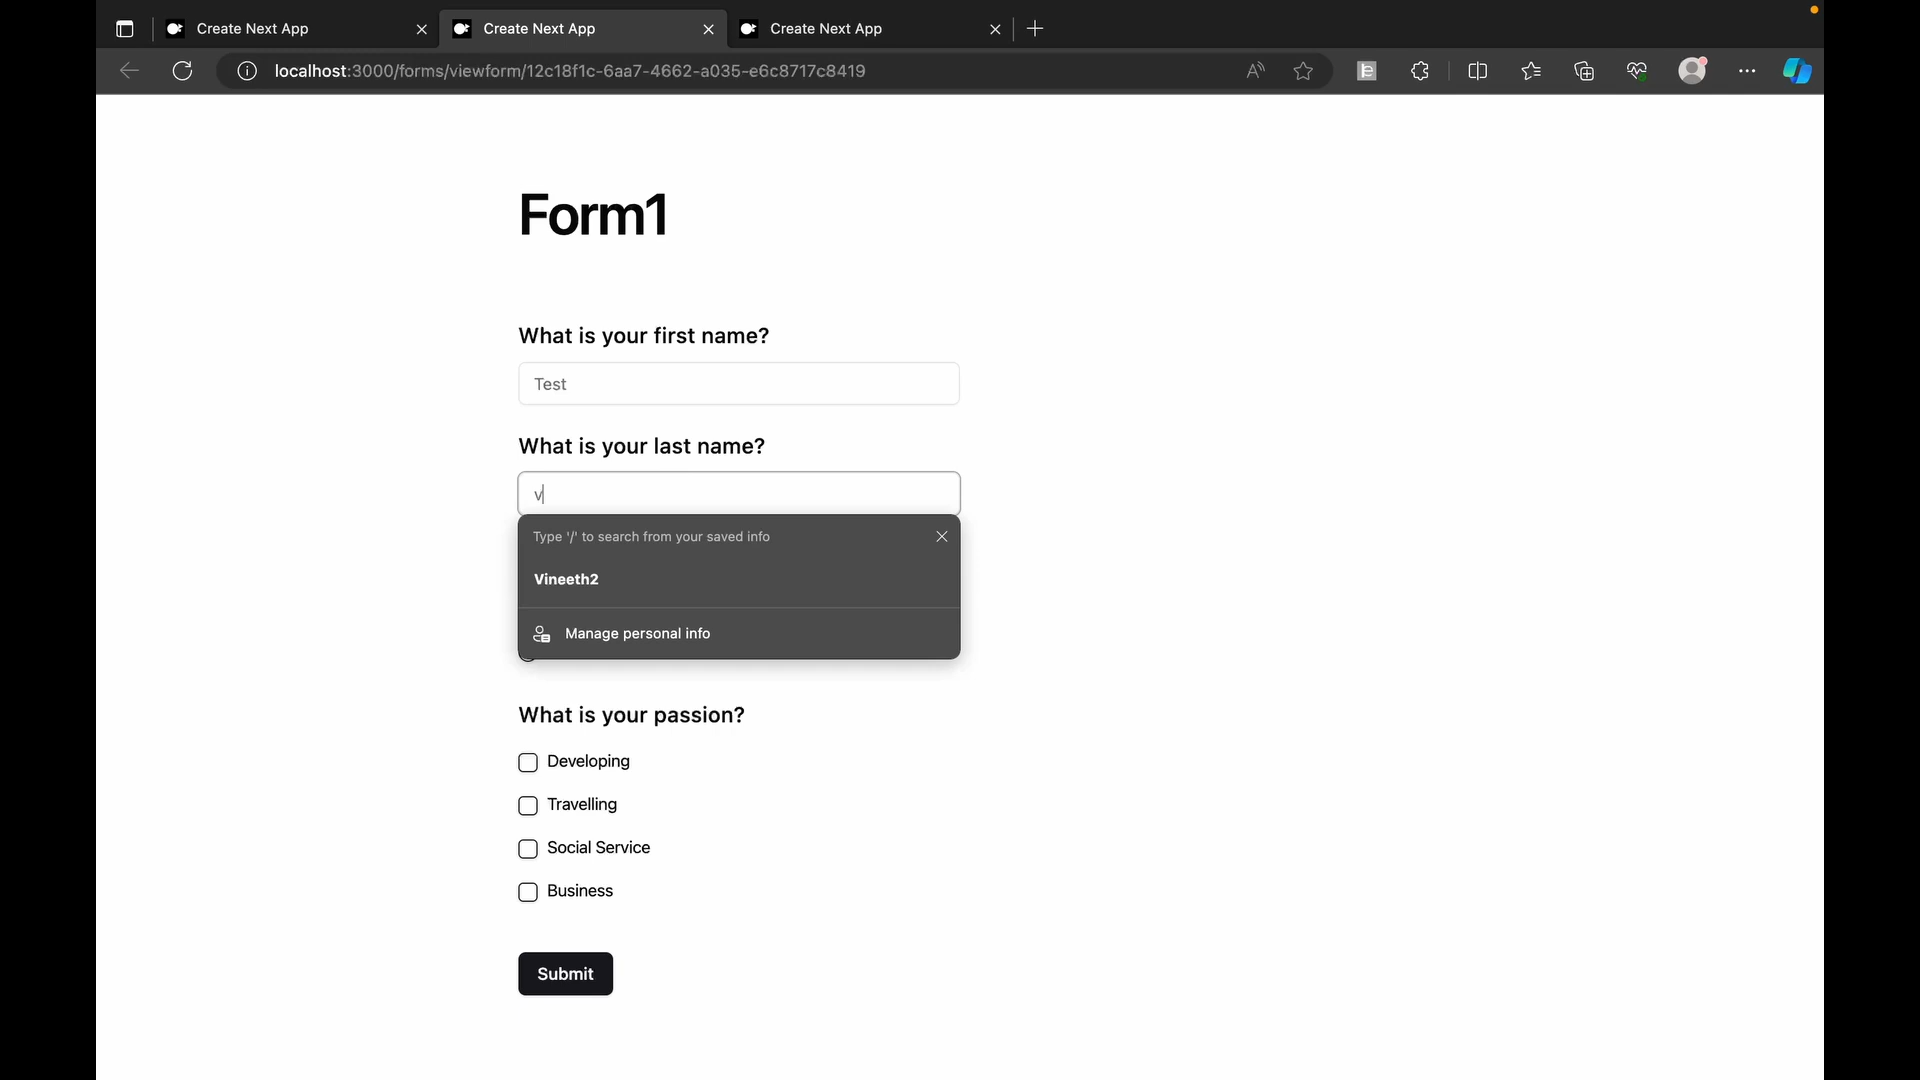 Create Next App
Create Next App
Create Next App
localhost:3000/forms/viewform/12c18f1c-6aa7-4662-a035-e6c8717c8419
Form1
What is your first name?
Test
What is your last name?
v
Type '/' to search from your saved info
Vineeth2
Manage personal info
What is your passion?
Developing
Travelling
Social Service
Business
Submit